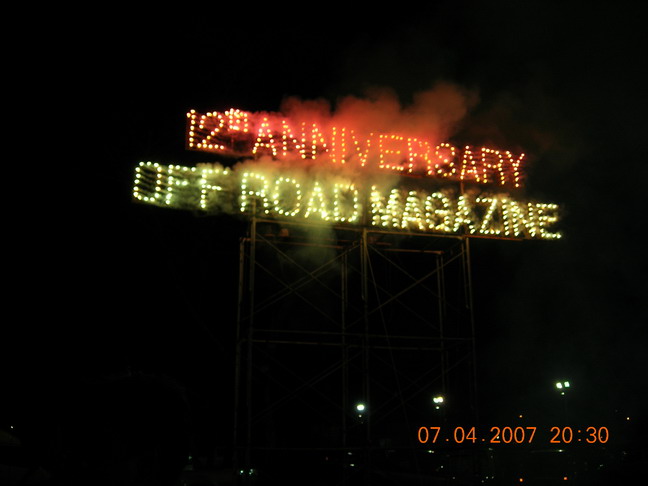 12th ANNIVERSARY
OFF ROAD MAGAZINE
07.04.2007 20:30